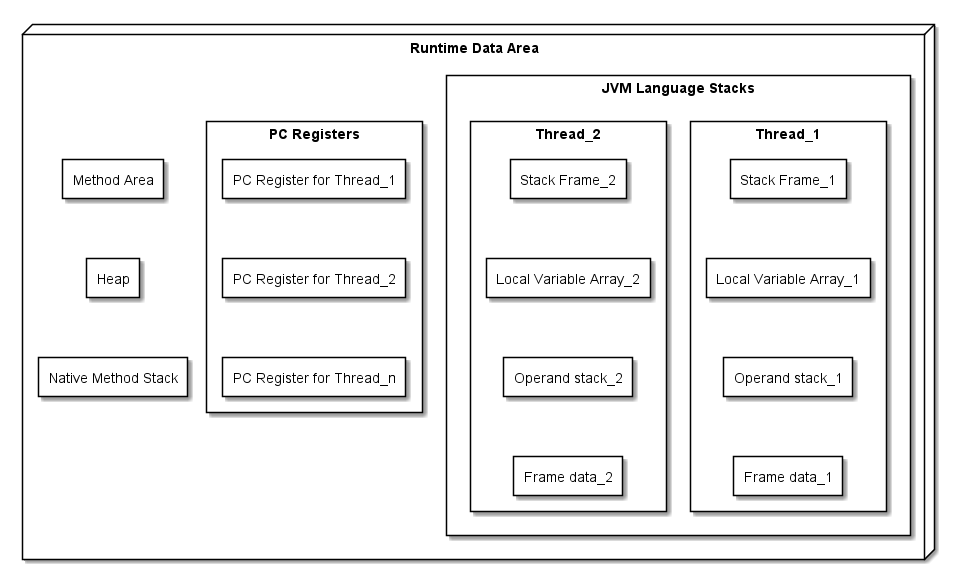 Runtime Data Area
Method Area
Heap
Native Method Stack
PC Registers
PC Register for Thread_1
PC Register for Thread_2
PC Register for Thread_n
JVM Language Stacks
Thread_2
Stack Frame_2
Local Variable Array_2
Operand stack_2
Frame data_2
Thread_1
Stack Frame_1
Local Variable Array_1
Operand stack_1
Frame data_1